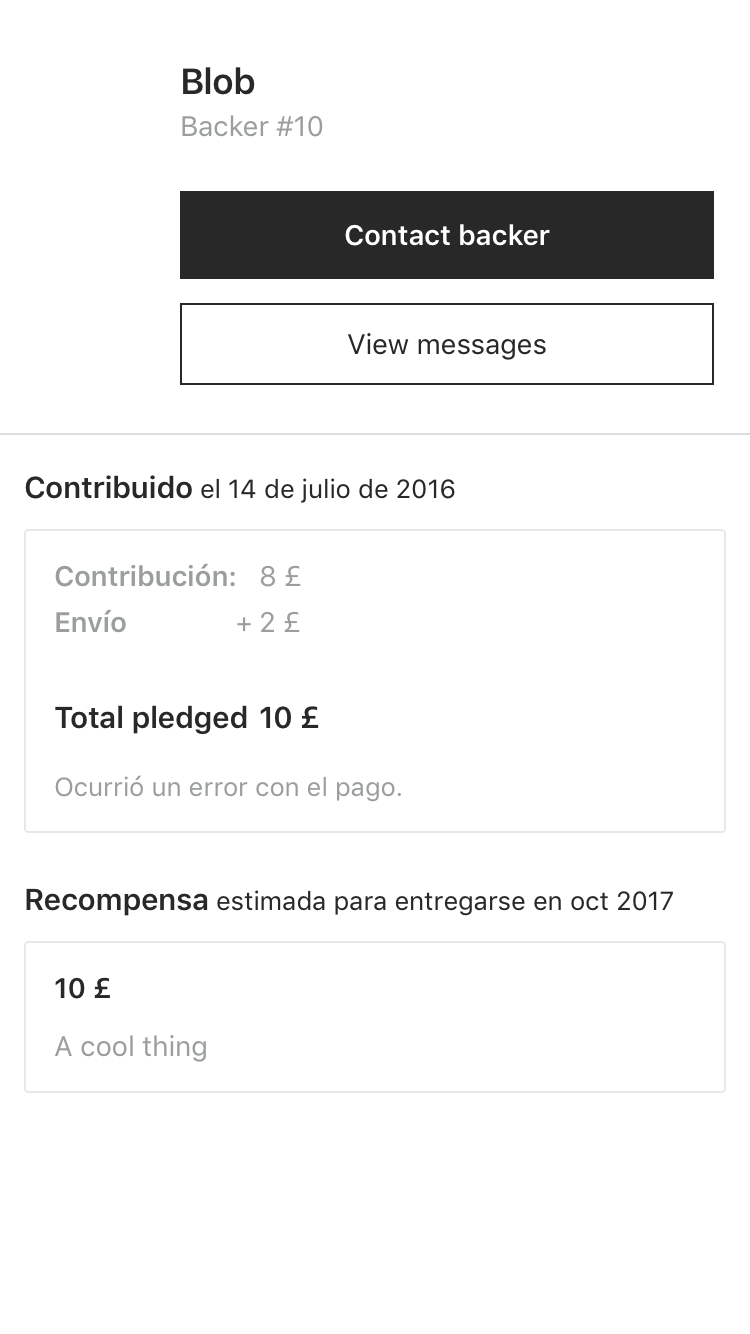 Blob
Backer #10
Contact backer
View messages
Contribuido el 14 de julio de 2016
Contribución: 8 £
Envío + 2 £
Total pledged 10 £
Ocurrió un error con el pago.
Recompensa estimada para entregarse en oct 2017
10 £
A cool thing